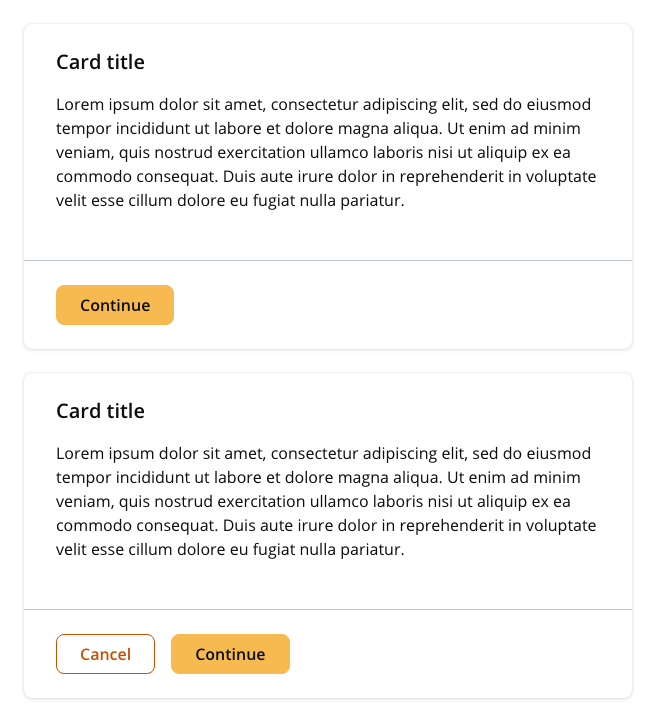 Card title
Lorem ipsum dolor sit amet, consectetur adipiscing elit, sed do eiusmod
tempor incididunt ut labore et dolore magna aliqua. Ut enim ad minim
veniam, quis nostrud exercitation ullamco laboris nisi ut aliquip ex ea
commodo consequat. Duis aute irure dolor in reprehenderit in voluptate
velit esse cillum dolore eu fugiat nulla pariatur.
Continue
Card title
Lorem ipsum dolor sit amet, consectetur adipiscing elit, sed do eiusmod
tempor incididunt ut labore et dolore magna aliqua. Ut enim ad minim
veniam, quis nostrud exercitation ullamco laboris nisi ut aliquip ex ea
commodo consequat. Duis aute irure dolor in reprehenderit in voluptate
velit esse cillum dolore eu fugiat nulla pariatur.
Cancel Continue